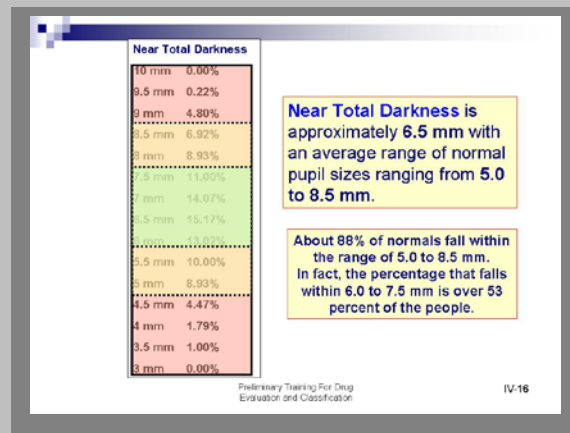 Near Total Darkness
10 mm 0.00%
9.5 mm 0.22%
9 mm 4.80%
8.5 mm 6.92%
8 mm 8.93%
7.5 mm 11.00%
7 mm 14.07%
6.5 mm 15.17%
6 mm 13.02%
5.5 mm 10.00%
5 mm 8.93%
4.5 mm 4.47%
4 mm 1.79%
3.5 mm 1.00%
3 mm 0.00%
Near Total Darkness is
approximately 6.5 mm with
an average range of normal
pupil sizes ranging from 5.0
to 8.5 mm.
About 88% of normals fall within
the range of 5.0 to 8.5 mm.
In fact, the percentage that falls
within 6.0 to 7.5 mm is over 53
percent of the people.
Preliminary Training For Drug
Evaluation and Classification
IV-16